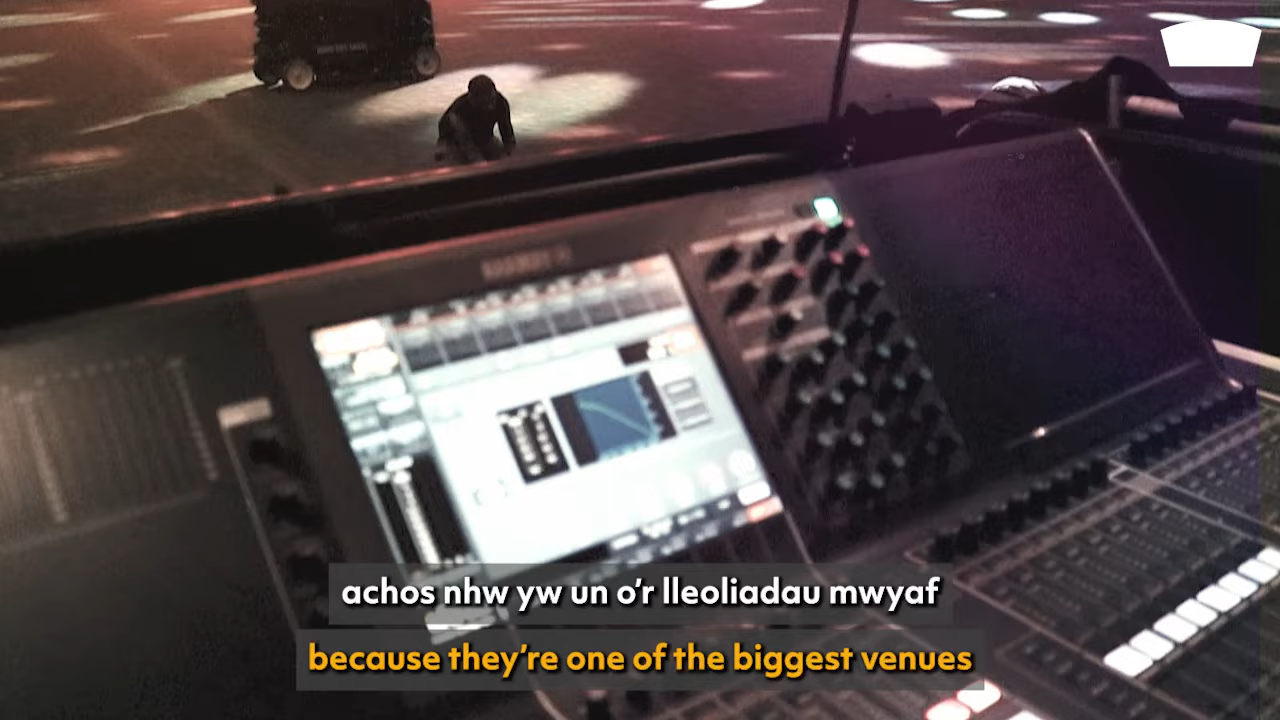 achos nhw yw un o'r lleoliadau mwyaf
because they're one of the biggest venues